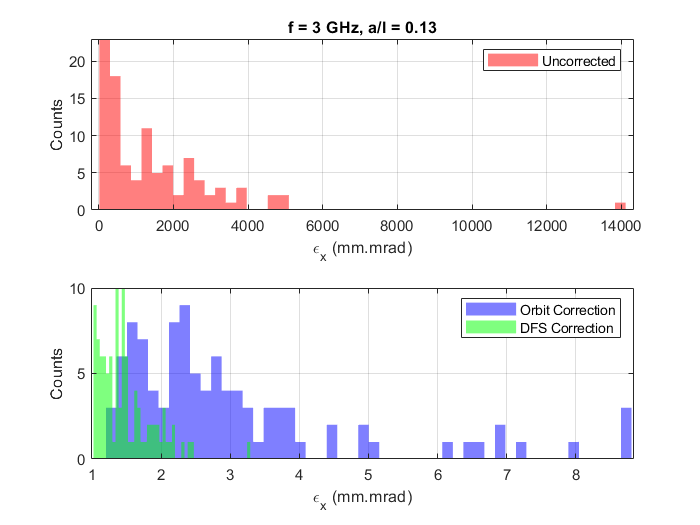 f = 3 GHz, a/l = 0.13
Counts
20
15
10
5
0
Uncorrected
0 2000 4000 6000 8000 10000 12000 14000
ϵx (mm.mrad)
Counts
10
5
0
Orbit Correction
DFS Correction
1 2 3 4 5 6 7 8
ϵx (mm.mrad)